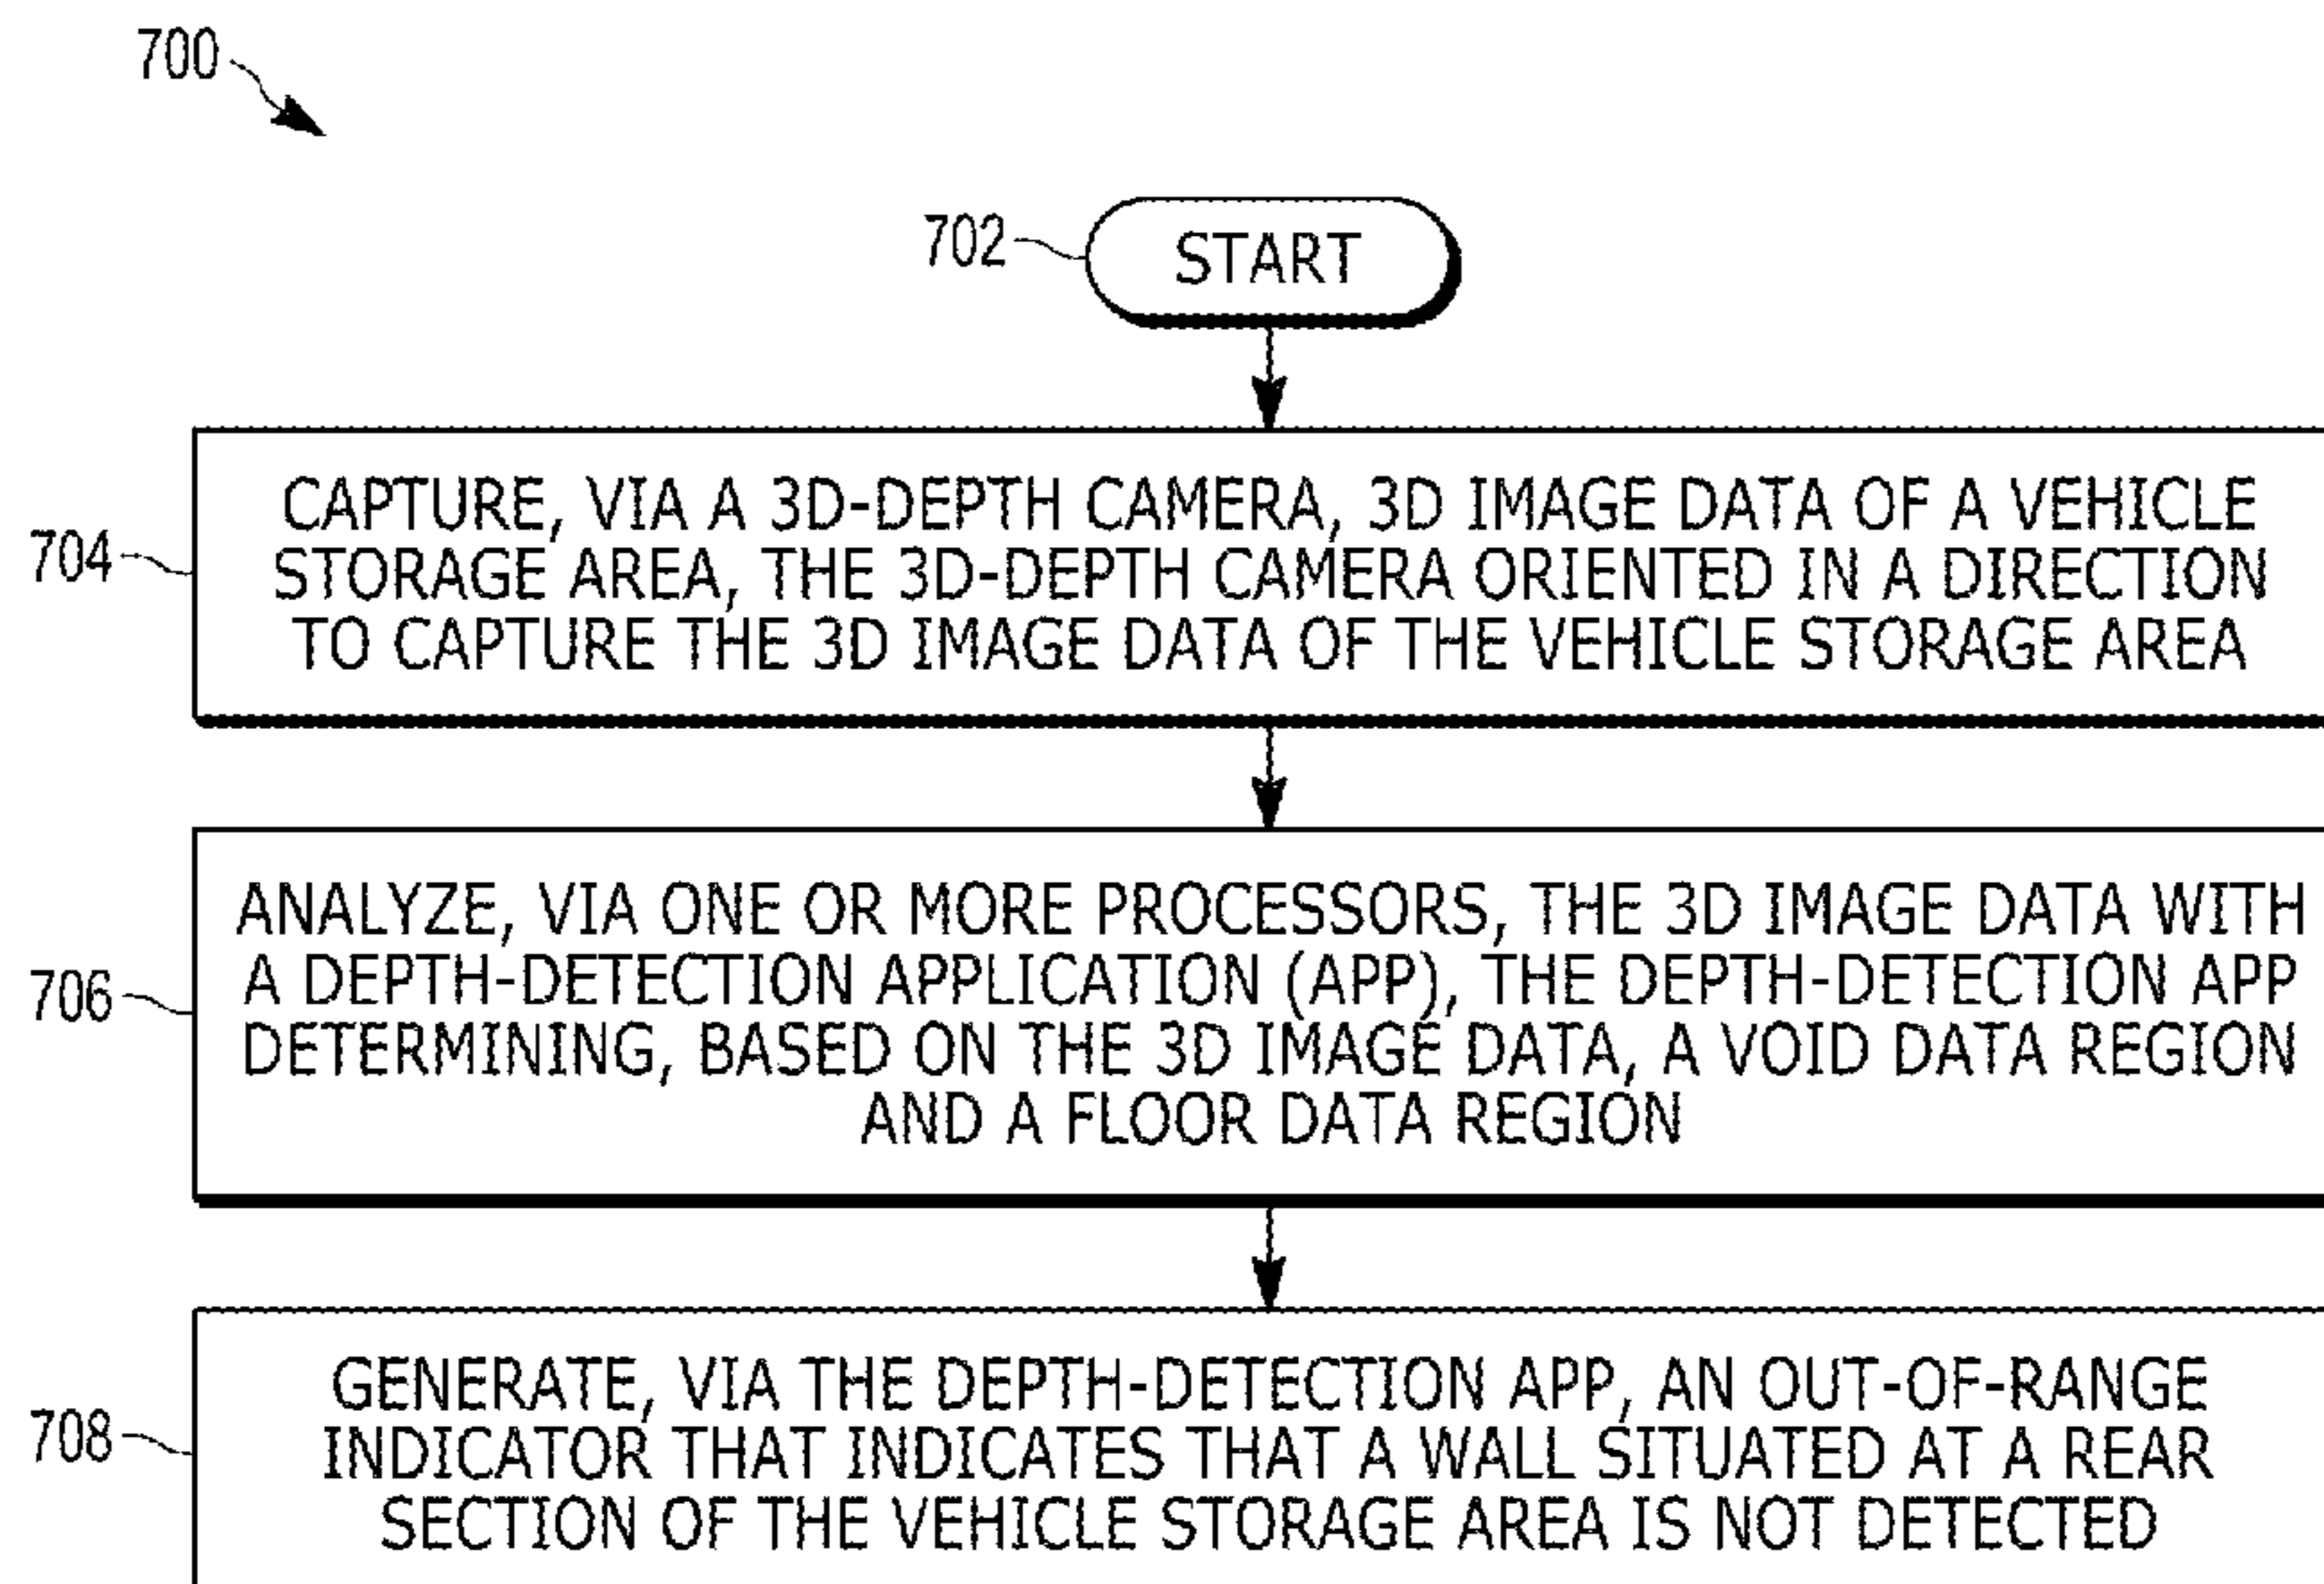 700
702
START
704
CAPTURE, VIA A 3D-DEPTH CAMERA, 3D IMAGE DATA OF A VEHICLE
STORAGE AREA, THE 3D-DEPTH CAMERA ORIENTED IN A DIRECTION
TO CAPTURE THE 3D IMAGE DATA OF THE VEHICLE STORAGE AREA
706
ANALYZE, VIA ONE OR MORE PROCESSORS, THE 3D IMAGE DATA WITH
A DEPTH-DETECTION APPLICATION (APP), THE DEPTH-DETECTION APP
DETERMINING, BASED ON THE 3D IMAGE DATA, A VOID DATA REGION
AND A FLOOR DATA REGION
708
GENERATE, VIA THE DEPTH-DETECTION APP, AN OUT-OF-RANGE
INDICATOR THAT INDICATES THAT A WALL SITUATED AT A REAR
SECTION OF THE VEHICLE STORAGE AREA IS NOT DETECTED